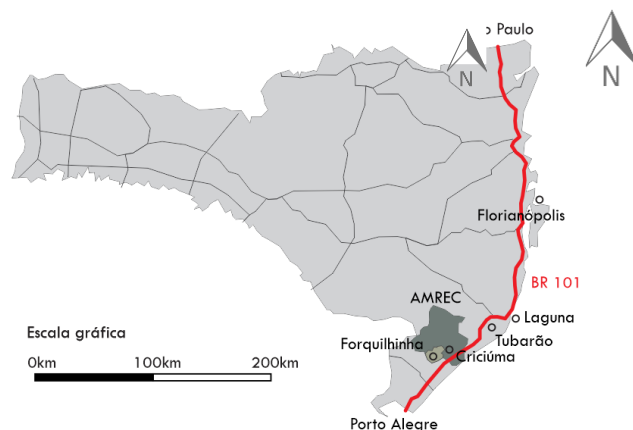 Paulo
N
N
Florianópolis
BR 101
AMREC
Laguna
Escala gráfica
Tubarão
Forquilhinha
Criciúma
0km 100km 200km
Porto Alegre